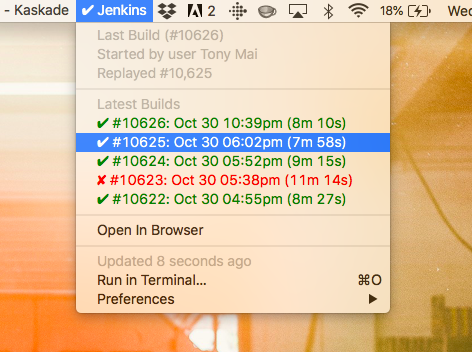 - Kaskade ✔ Jenkins 2 18% Wed
Last Build (#10626)
Started by user Tony Mai
Replayed #10,625
Latest Builds
✔ #10626: Oct 30 10:39pm (8m 10s)
✔ #10625: Oct 30 06:02pm (7m 58s)
✔ #10624: Oct 30 05:52pm (9m 15s)
✘ #10623: Oct 30 05:38pm (11m 14s)
✔ #10622: Oct 30 04:55pm (8m 27s)
Open In Browser
Updated 8 seconds ago
Run in Terminal... ⌘O
Preferences ▶